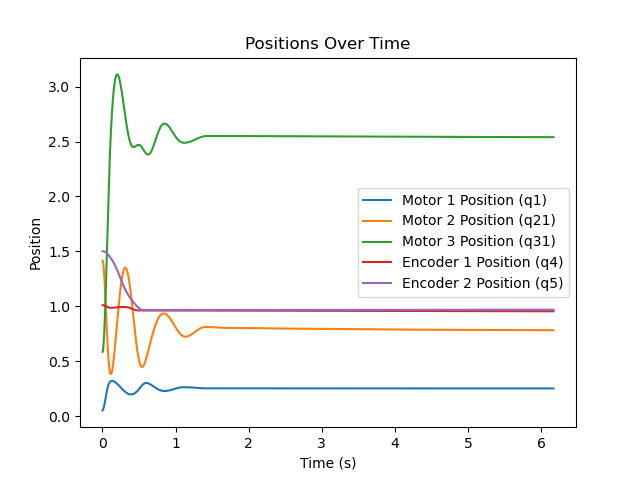 Positions Over Time
Position
3.0
2.5
2.0
1.5
1.0
0.5
0.0
Motor 1 Position (q1)
Motor 2 Position (q21)
Motor 3 Position (q31)
Encoder 1 Position (q4)
Encoder 2 Position (q5)
0 1 2 3 4 5 6
Time (s)